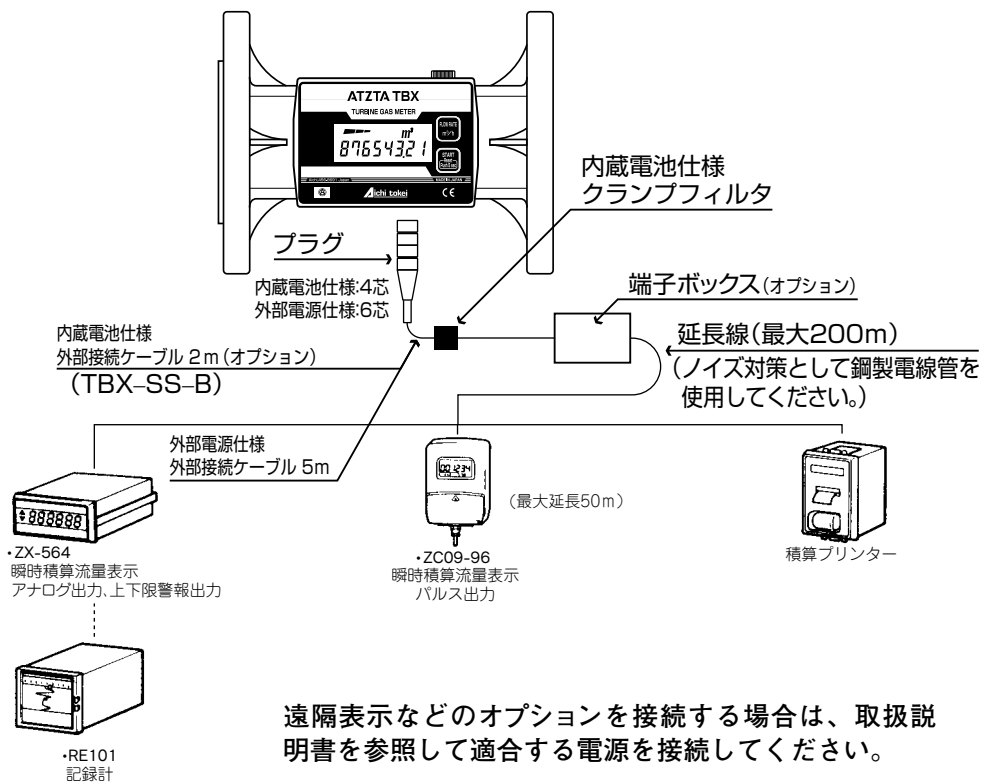 ATZTA TBX
TURBINE GAS METER
m³
876543.21
FLOW RATE
m³/h
START
MADE IN JAPAN
Aichi tokei
CE
内蔵電池仕様
クランプフィルタ
プラグ
内蔵電池仕様:4芯
外部電源仕様:6芯
端子ボックス(オプション)
内蔵電池仕様
外部接続ケーブル 2m(オプション)
(TBX–SS–B)
延長線(最大200m)
(ノイズ対策として鋼製電線管を
使用してください。)
外部電源仕様
外部接続ケーブル 5m
(最大延長50m)
888888
001234
・ZX-564
瞬時積算流量表示
アナログ出力、上下限警報出力
・ZC09-96
瞬時積算流量表示
パルス出力
積算プリンター
・RE101
記録計
遠隔表示などのオプションを接続する場合は、取扱説
明書を参照して適合する電源を接続してください。